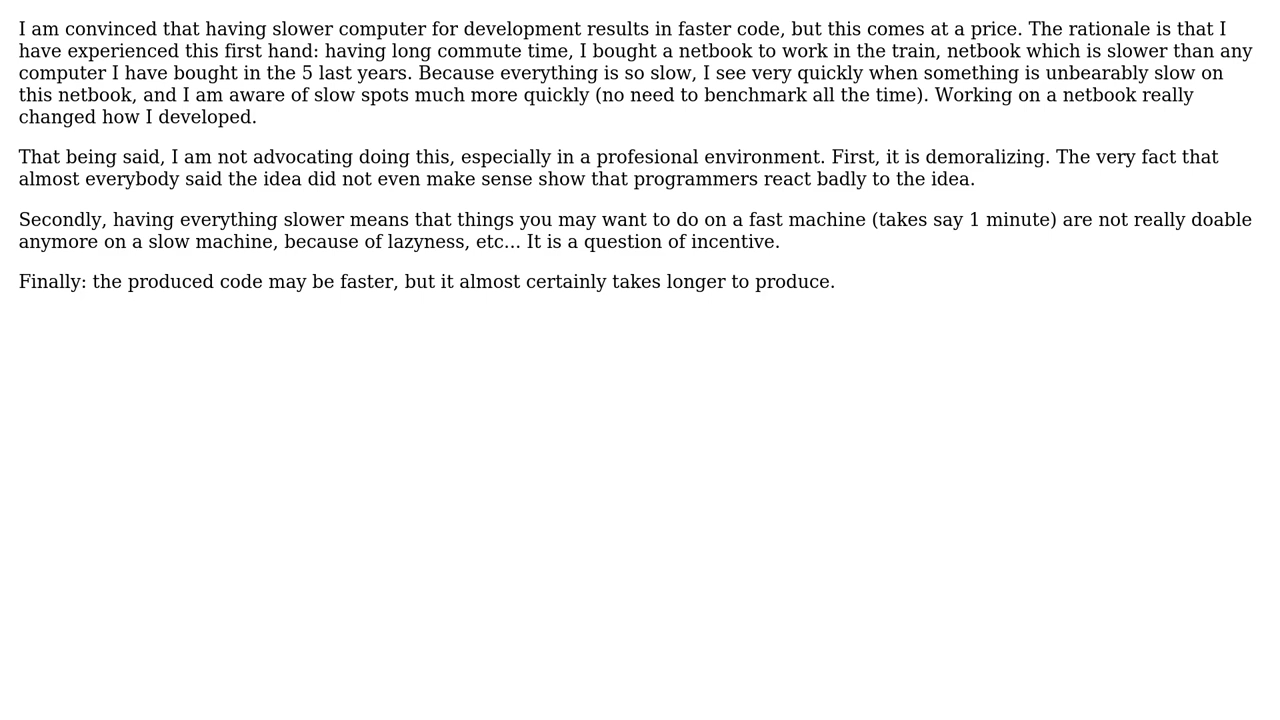 I am convinced that having slower computer for development results in faster code, but this comes at a price. The rationale is that I
have experienced this first hand: having long commute time, I bought a netbook to work in the train, netbook which is slower than any
computer I have bought in the 5 last years. Because everything is so slow, I see very quickly when something is unbearably slow on
this netbook, and I am aware of slow spots much more quickly (no need to benchmark all the time). Working on a netbook really
changed how I developed.
That being said, I am not advocating doing this, especially in a profesional environment. First, it is demoralizing. The very fact that
almost everybody said the idea did not even make sense show that programmers react badly to the idea.
Secondly, having everything slower means that things you may want to do on a fast machine (takes say 1 minute) are not really doable
anymore on a slow machine, because of lazyness, etc... It is a question of incentive.
Finally: the produced code may be faster, but it almost certainly takes longer to produce.